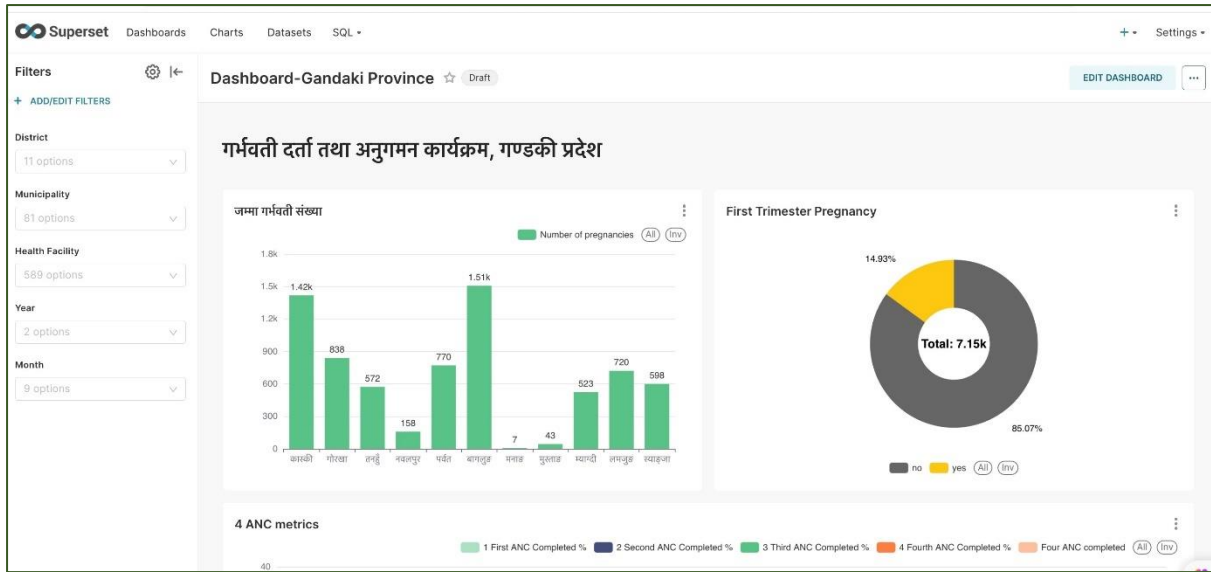 Superset Dashboards Charts Datasets SQL + Settings
Filters
+ ADD/EDIT FILTERS
District
11 options
Municipality
81 options
Health Facility
589 options
Year
2 options
Month
9 options
Dashboard-Gandaki Province Draft EDIT DASHBOARD ...
गर्भवती दर्ता तथा अनुगमन कार्यक्रम, गण्डकी प्रदेश
जम्मा गर्भवती संख्या
Number of pregnancies All Inv
1.8k
1.5k
1.2k
900
600
300
0
1.42k
838
572
158
770
1.51k
7
43
523
720
598
कास्की गोरखा तनहुँ नवलपुर पर्वत बागलुङ मनाङ मुस्ताङ म्याग्दी लमजुङ स्याङ्जा
First Trimester Pregnancy
14.93%
Total: 7.15k
85.07%
no yes All Inv
4 ANC metrics
1 First ANC Completed % 2 Second ANC Completed % 3 Third ANC Completed % 4 Fourth ANC Completed % Four ANC completed All Inv
40